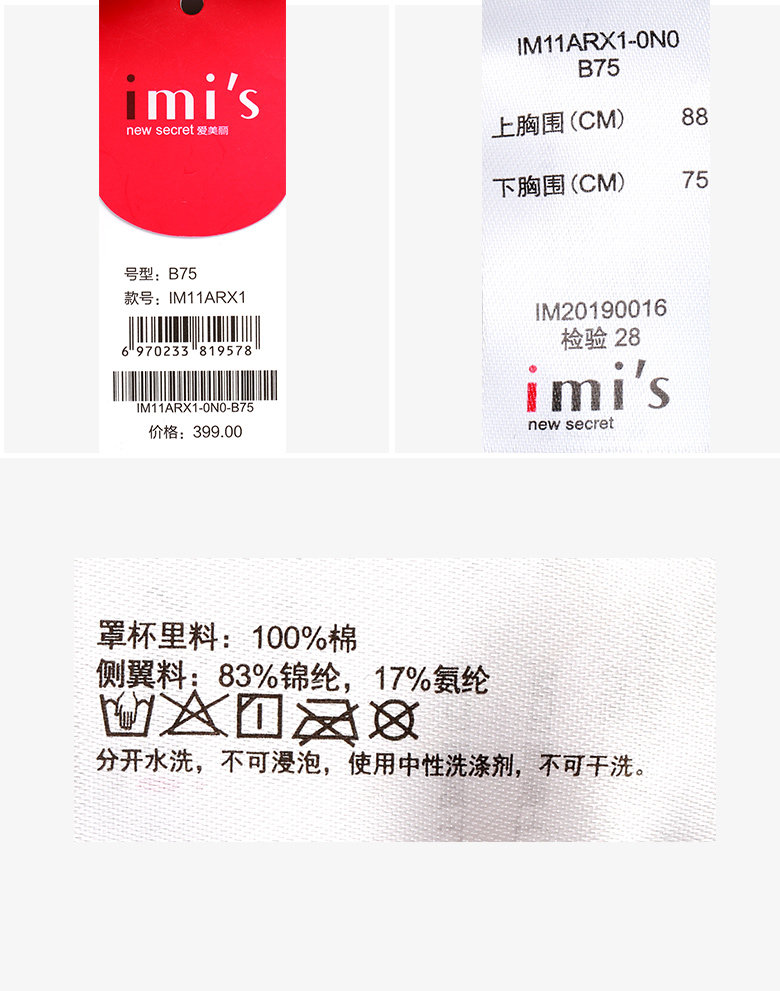 imi's
new secret 爱美丽
号型：B75
款号：IM11ARX1
6 970233 819578
IM11ARX1-0N0-B75
价格：399.00
IM11ARX1-0N0
B75
上胸围(CM) 88
下胸围(CM) 75
IM20190016
检验 28
imi's
new secret
罩杯里料：100%棉
侧翼料：83%锦纶，17%氨纶
分开水洗，不可浸泡，使用中性洗涤剂，不可干洗。